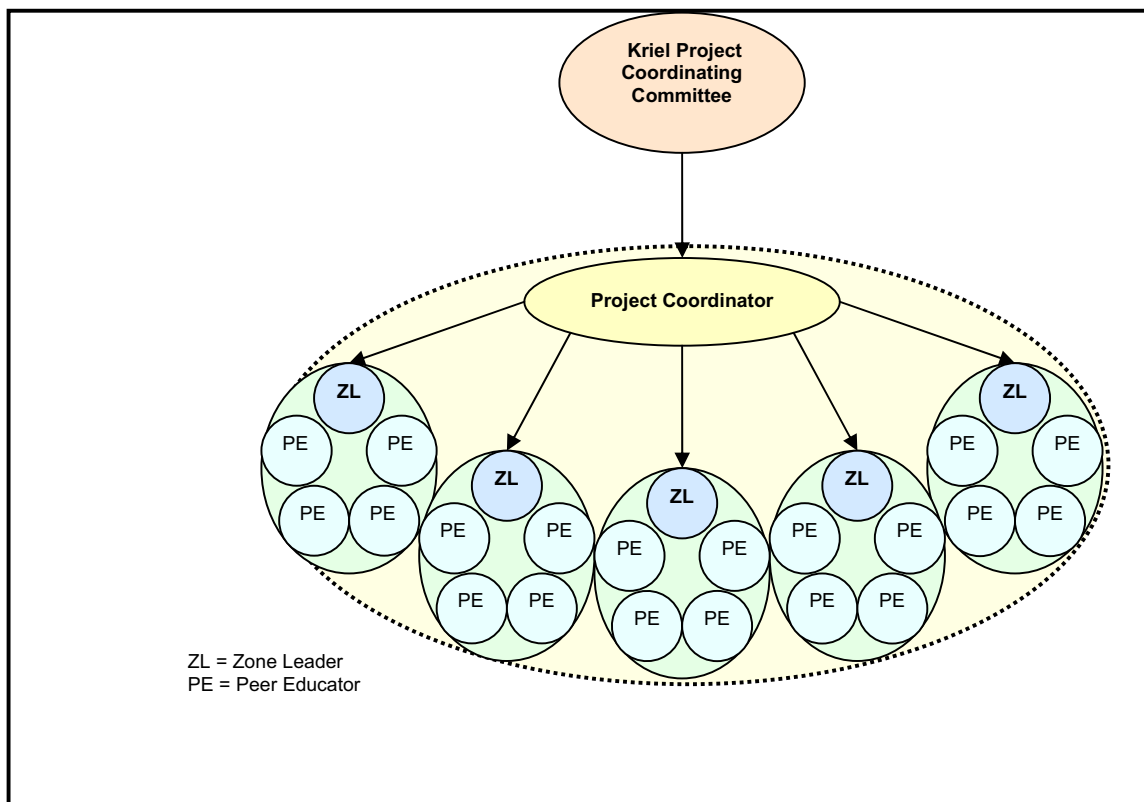 Kriel Project
Coordinating
Committee
Project Coordinator
ZL
PE
PE
PE
PE
ZL
PE
PE
PE
PE
ZL
PE
PE
PE
PE
ZL
PE
PE
PE
PE
ZL
PE
PE
PE
PE
ZL = Zone Leader
PE = Peer Educator